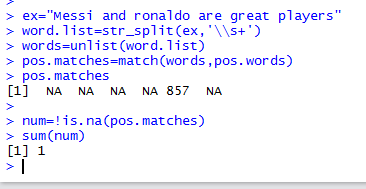 > ex="Messi and ronaldo are great players"
> word.list=str_split(ex,'\\s+')
> words=unlist(word.list)
> pos.matches=match(words,pos.words)
> pos.matches
[1]  NA  NA  NA  NA 857  NA
>
> num=!is.na(pos.matches)
> sum(num)
[1] 1
>